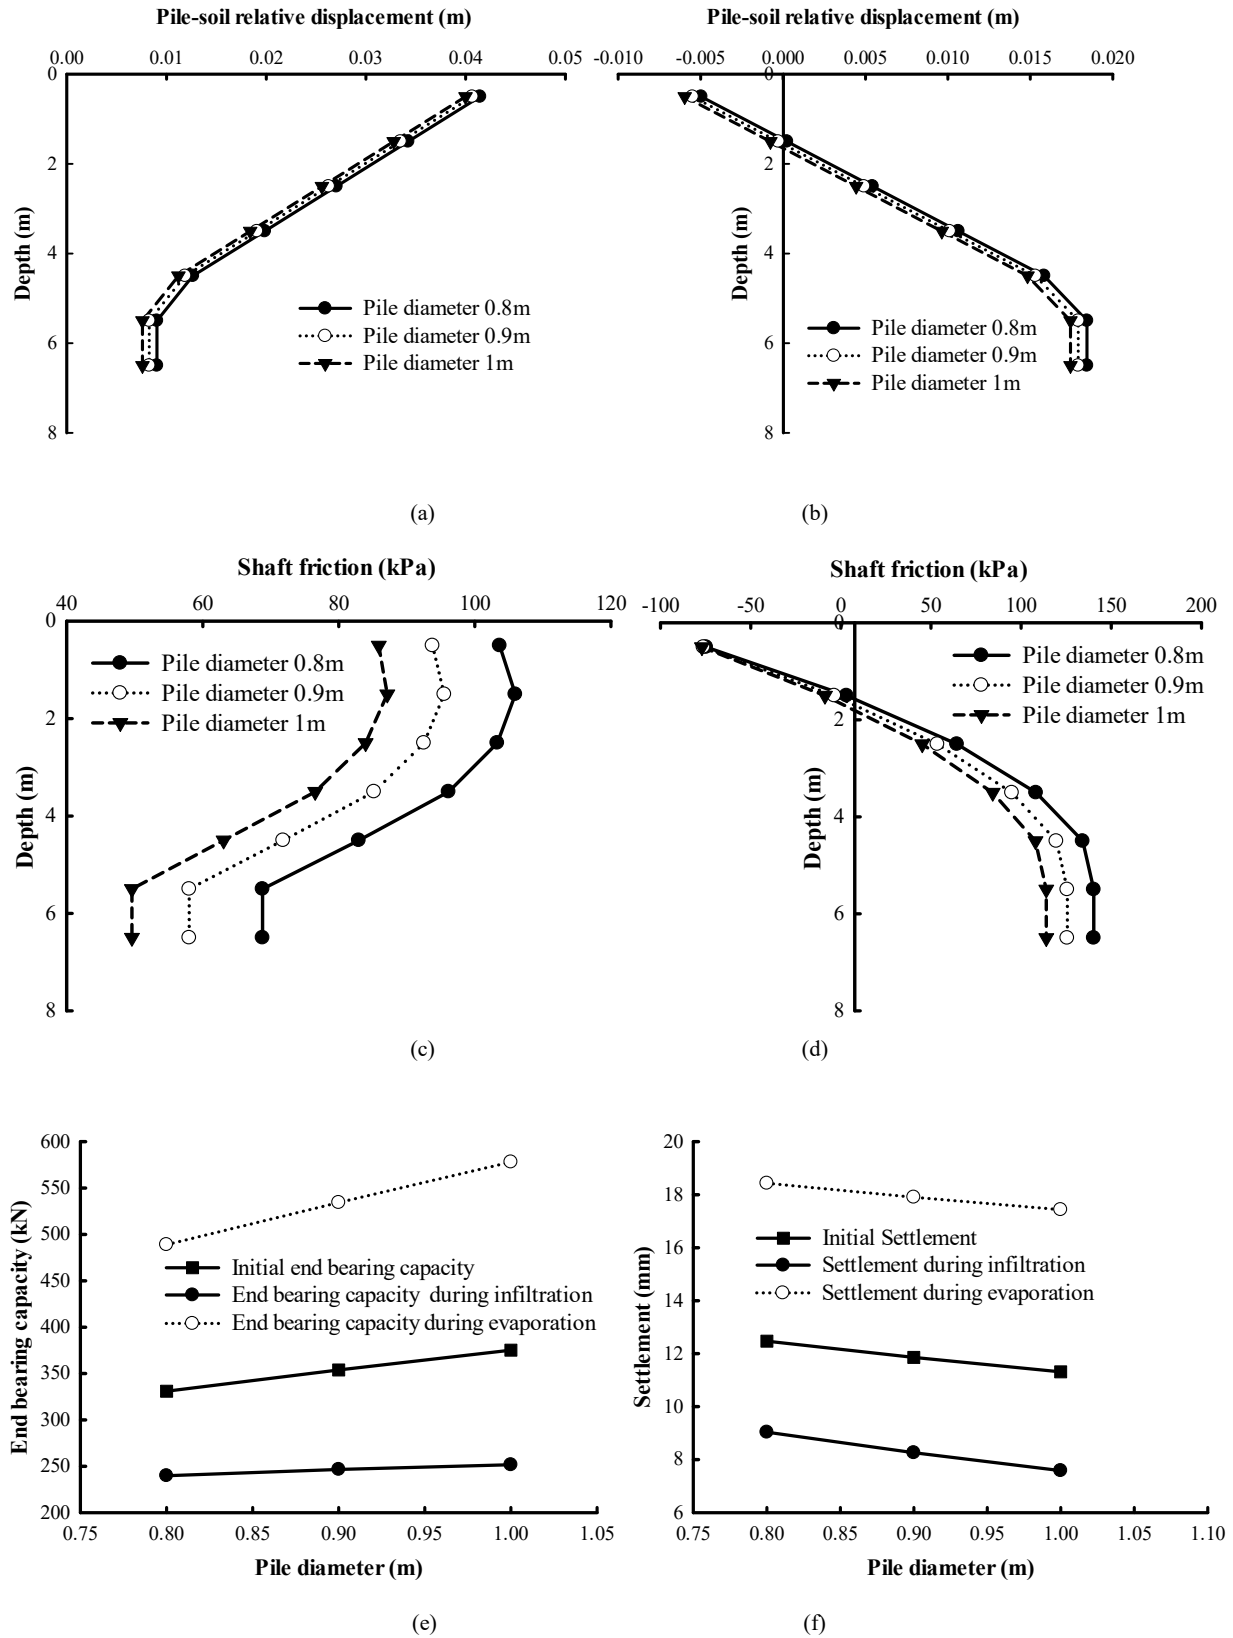 Pile-soil relative displacement (m)
0.00 0.01 0.02 0.03 0.04 0.05
0
2
4
6
8
Depth (m)
Pile diameter 0.8m
Pile diameter 0.9m
Pile diameter 1m
(a)
Pile-soil relative displacement (m)
-0.010 -0.005 0.000 0.005 0.010 0.015 0.020
0
2
4
6
8
Depth (m)
Pile diameter 0.8m
Pile diameter 0.9m
Pile diameter 1m
(b)
Shaft friction (kPa)
40 60 80 100 120
0
2
4
6
8
Depth (m)
Pile diameter 0.8m
Pile diameter 0.9m
Pile diameter 1m
(c)
Shaft friction (kPa)
-100 -50 0 50 100 150 200
0
2
4
6
8
Depth (m)
Pile diameter 0.8m
Pile diameter 0.9m
Pile diameter 1m
(d)
600
550
500
450
400
350
300
250
200
End bearing capacity (kN)
Initial end bearing capacity
End bearing capacity during infiltration
End bearing capacity during evaporation
0.75 0.80 0.85 0.90 0.95 1.00 1.05
Pile diameter (m)
(e)
20
18
16
14
12
10
8
6
Settlement (mm)
Initial Settlement
Settlement during infiltration
Settlement during evaporation
0.75 0.80 0.85 0.90 0.95 1.00 1.05 1.10
Pile diameter (m)
(f)